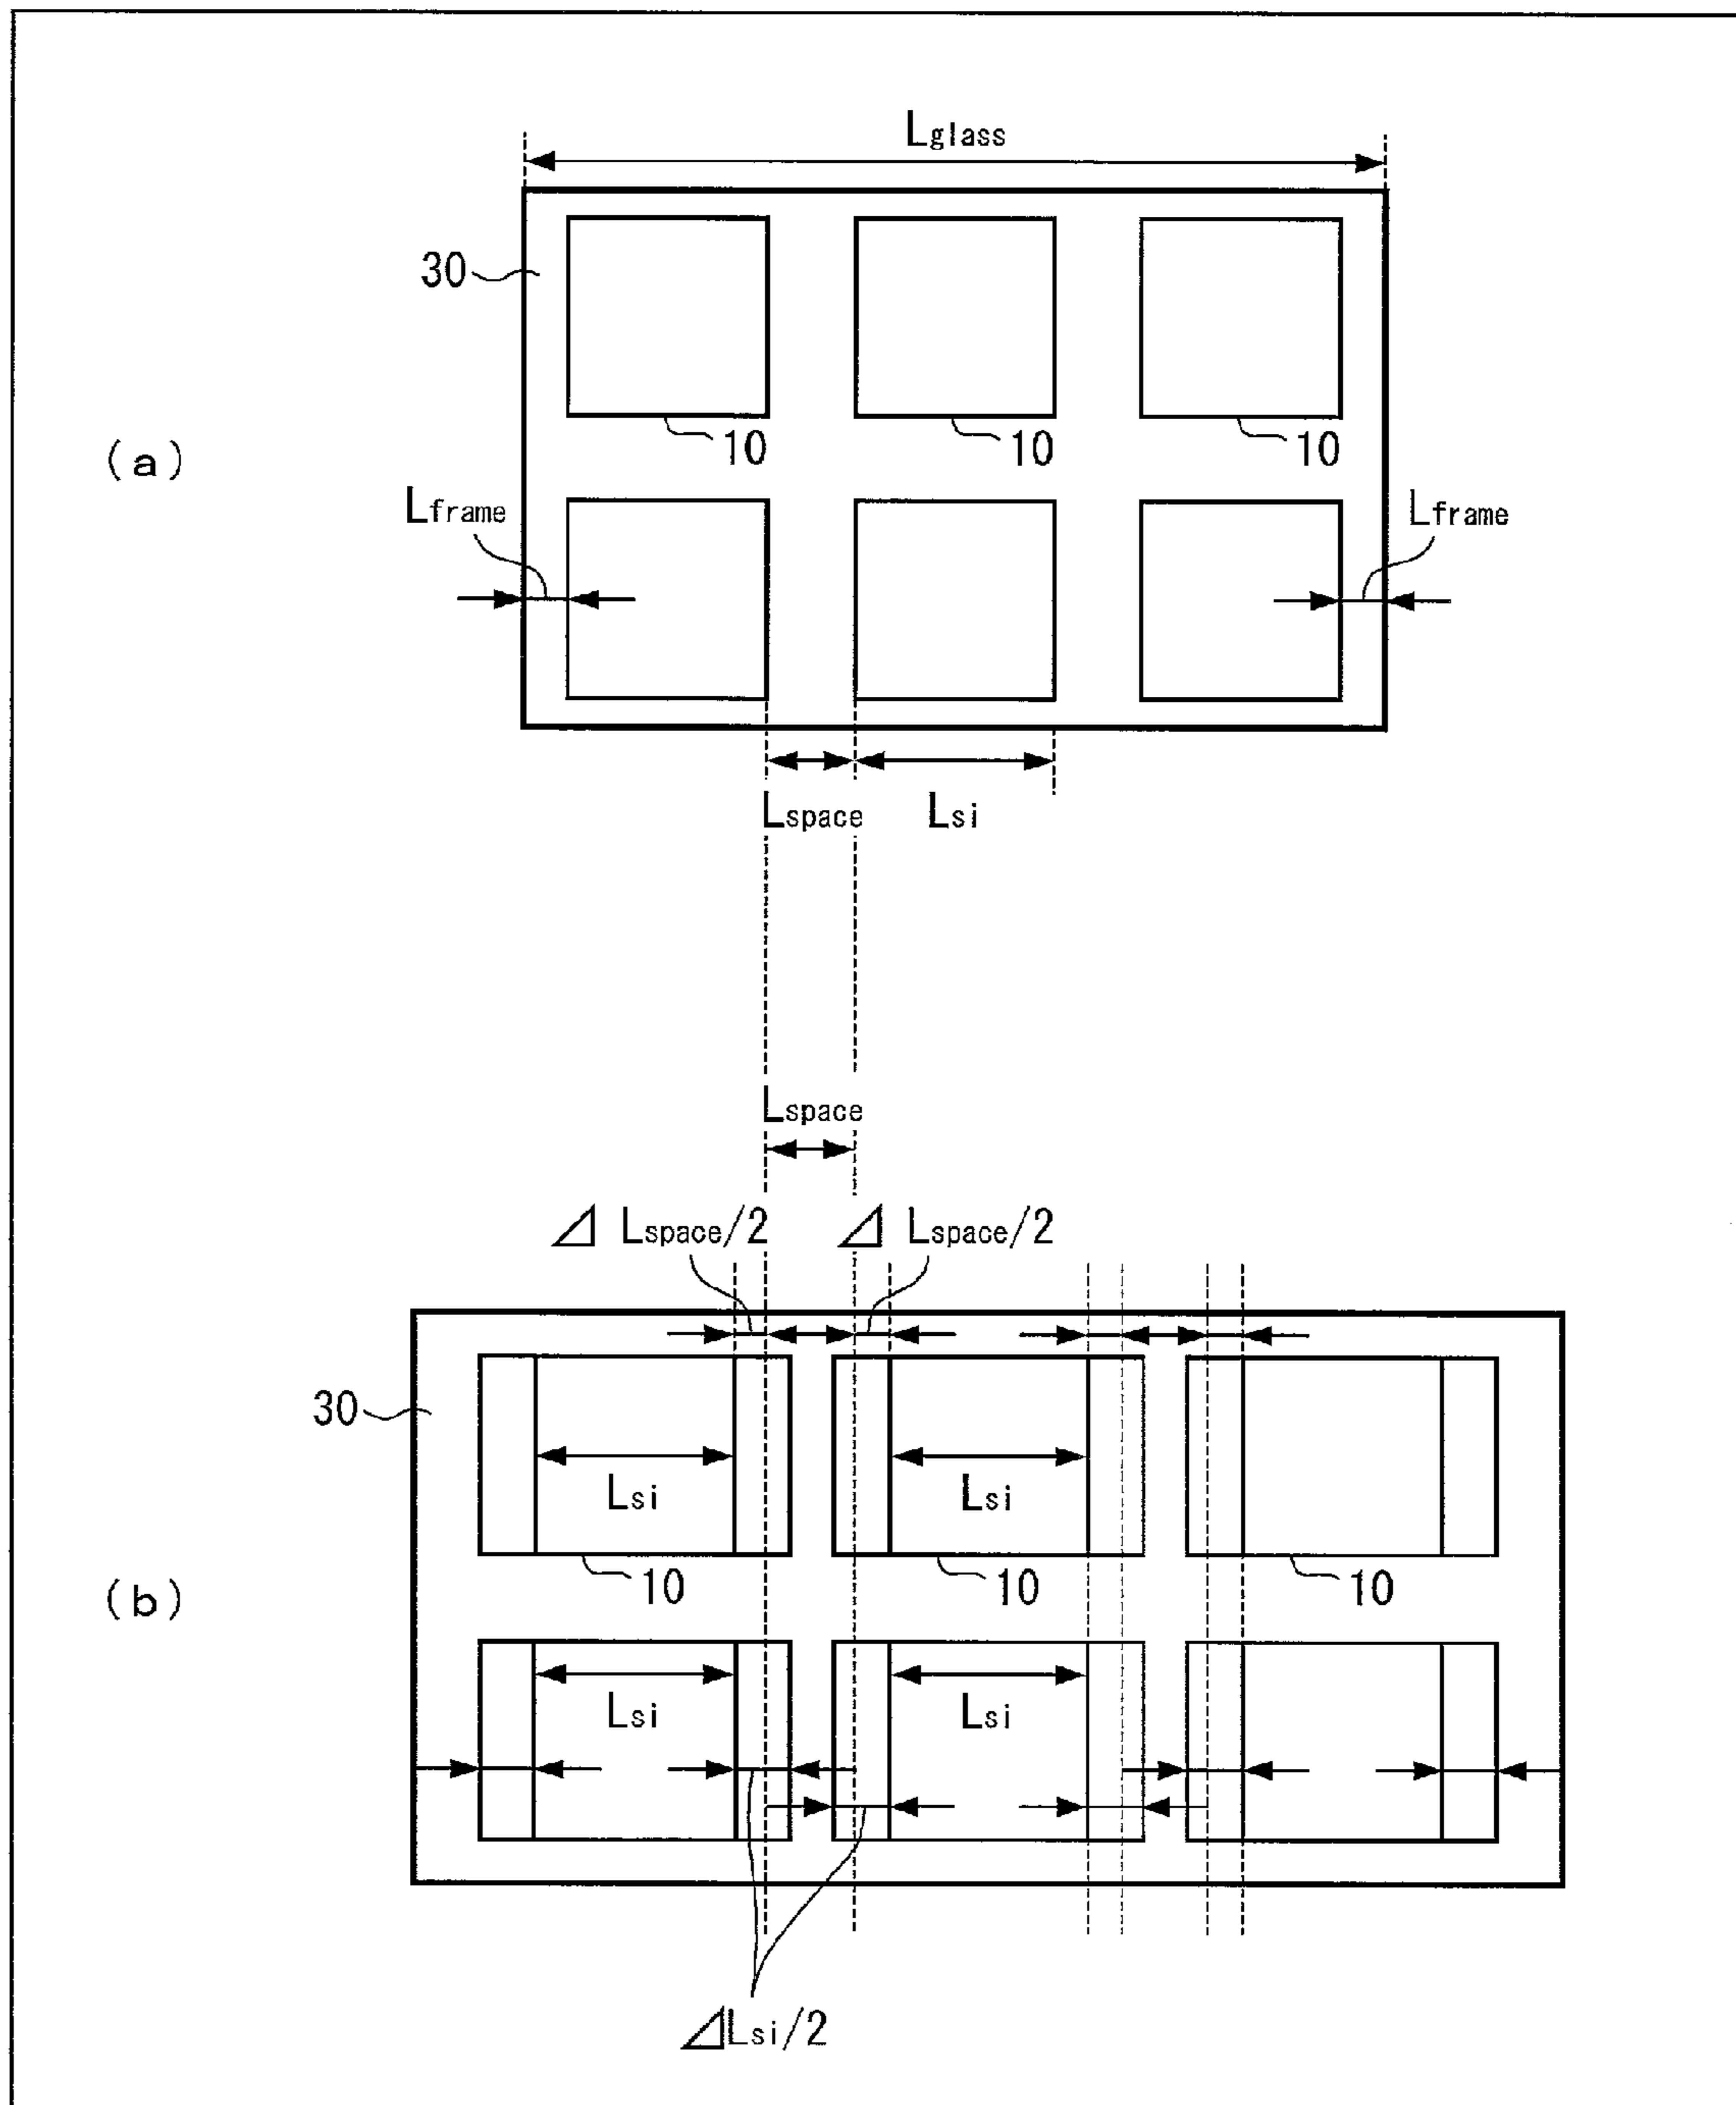 Lglass
30
10 10 10
(a)
Lframe Lframe
Lspace Lsi
Lspace
⊿ Lspace/2 ⊿ Lspace/2
30
Lsi Lsi
10 10 10
(b)
Lsi Lsi
⊿Lsi/2